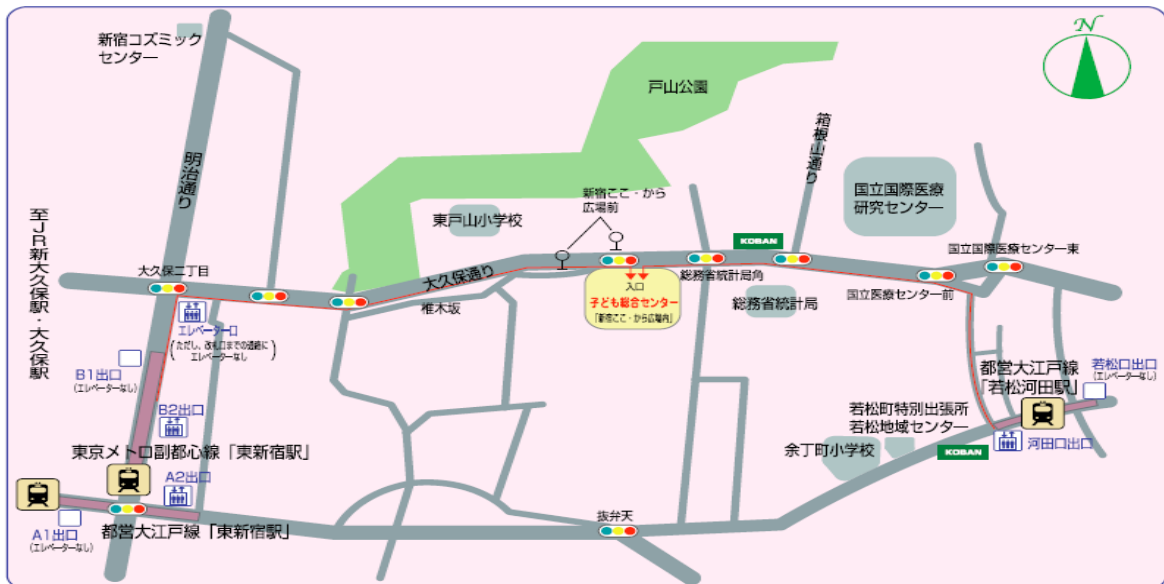 新宿コズミック
センター
N
戸山公園
明治通り
箱根山通り
新宿ここ・から
広場前
国立国際医療
研究センター
東戸山小学校
KOBAN
至JR新大久保駅・大久保駅
大久保二丁目
大久保通り
国立国際医療センター東
総務省統計局角
入口
子ども総合センター
「新宿ここ・から広場内」
総務省統計局
国立医療センター前
椎木坂
エレベーター口
(ただし、改札口までの通路に
エレベーターなし)
B1出口
(エレベーターなし)
都営大江戸線
「若松河田駅」
若松口出口
(エレベーターなし)
B2出口
若松町特別出張所
若松地域センター
東京メトロ副都心線「東新宿駅」
余丁町小学校
KOBAN
河田口出口
A2出口
抜弁天
A1出口
(エレベーターなし)
都営大江戸線「東新宿駅」